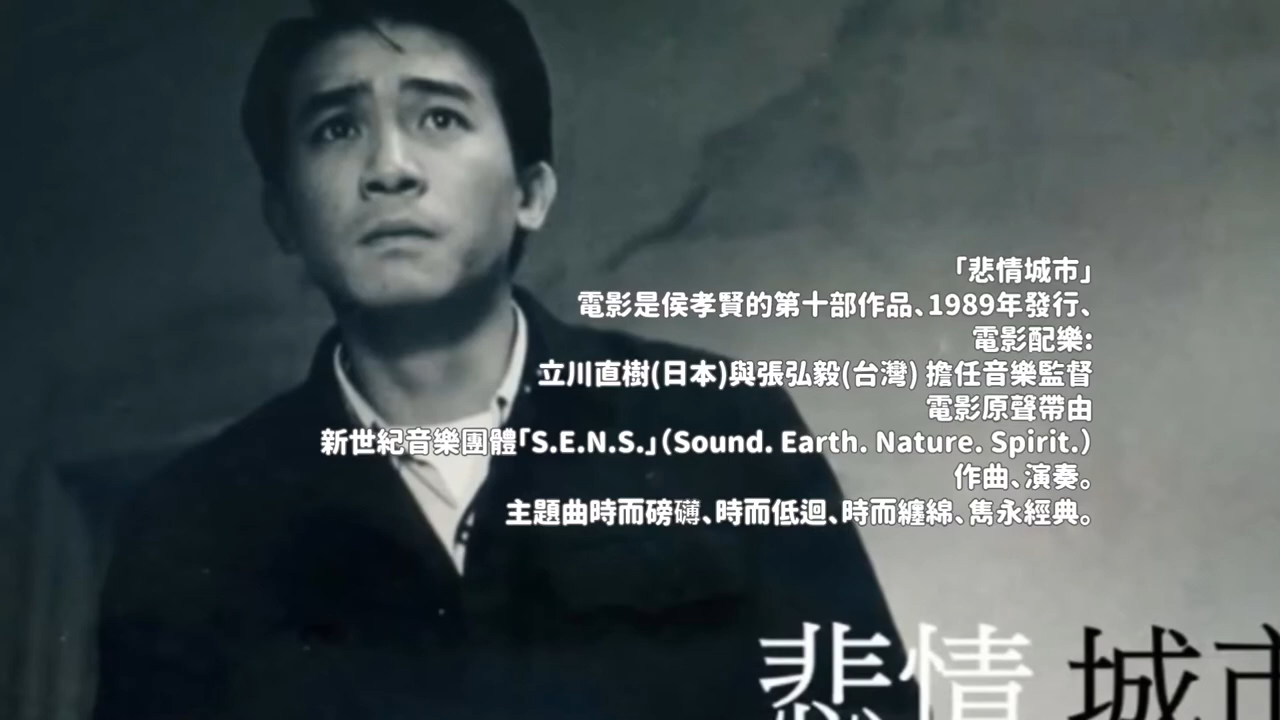 「悲情城市」
電影是侯孝賢的第十部作品、1989年發行、
電影配樂:
立川直樹(日本)與張弘毅(台灣) 擔任音樂監督
電影原聲帶由
新世紀音樂團體「S.E.N.S.」(Sound. Earth. Nature. Spirit.)
作曲、演奏。
主題曲時而磅礴、時而低迴、時而纏綿、雋永經典。
悲情 城市